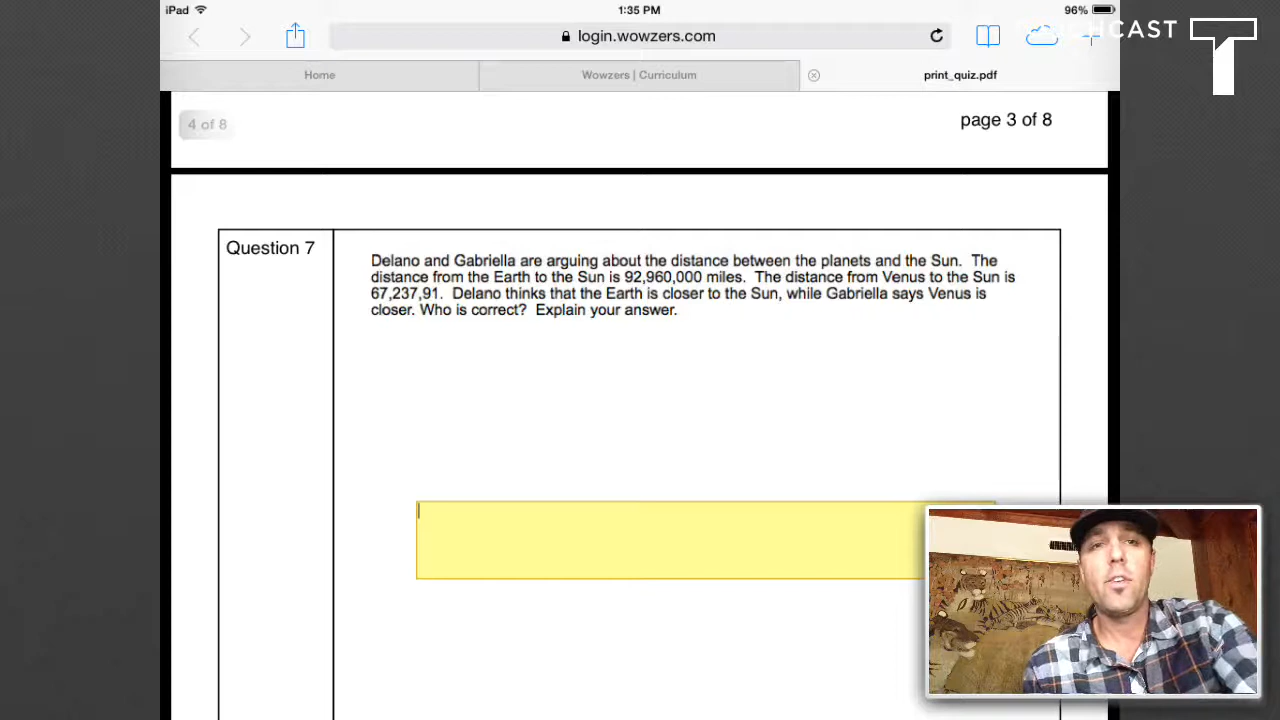 iPad
1:35 PM
96%
login.wowzers.com
CAST
Home
Wowzers | Curriculum
print_quiz.pdf
4 of 8
page 3 of 8
Question 7
Delano and Gabriella are arguing about the distance between the planets and the Sun. The
distance from the Earth to the Sun is 92,960,000 miles. The distance from Venus to the Sun is
67,237,91. Delano thinks that the Earth is closer to the Sun, while Gabriella says Venus is
closer. Who is correct? Explain your answer.